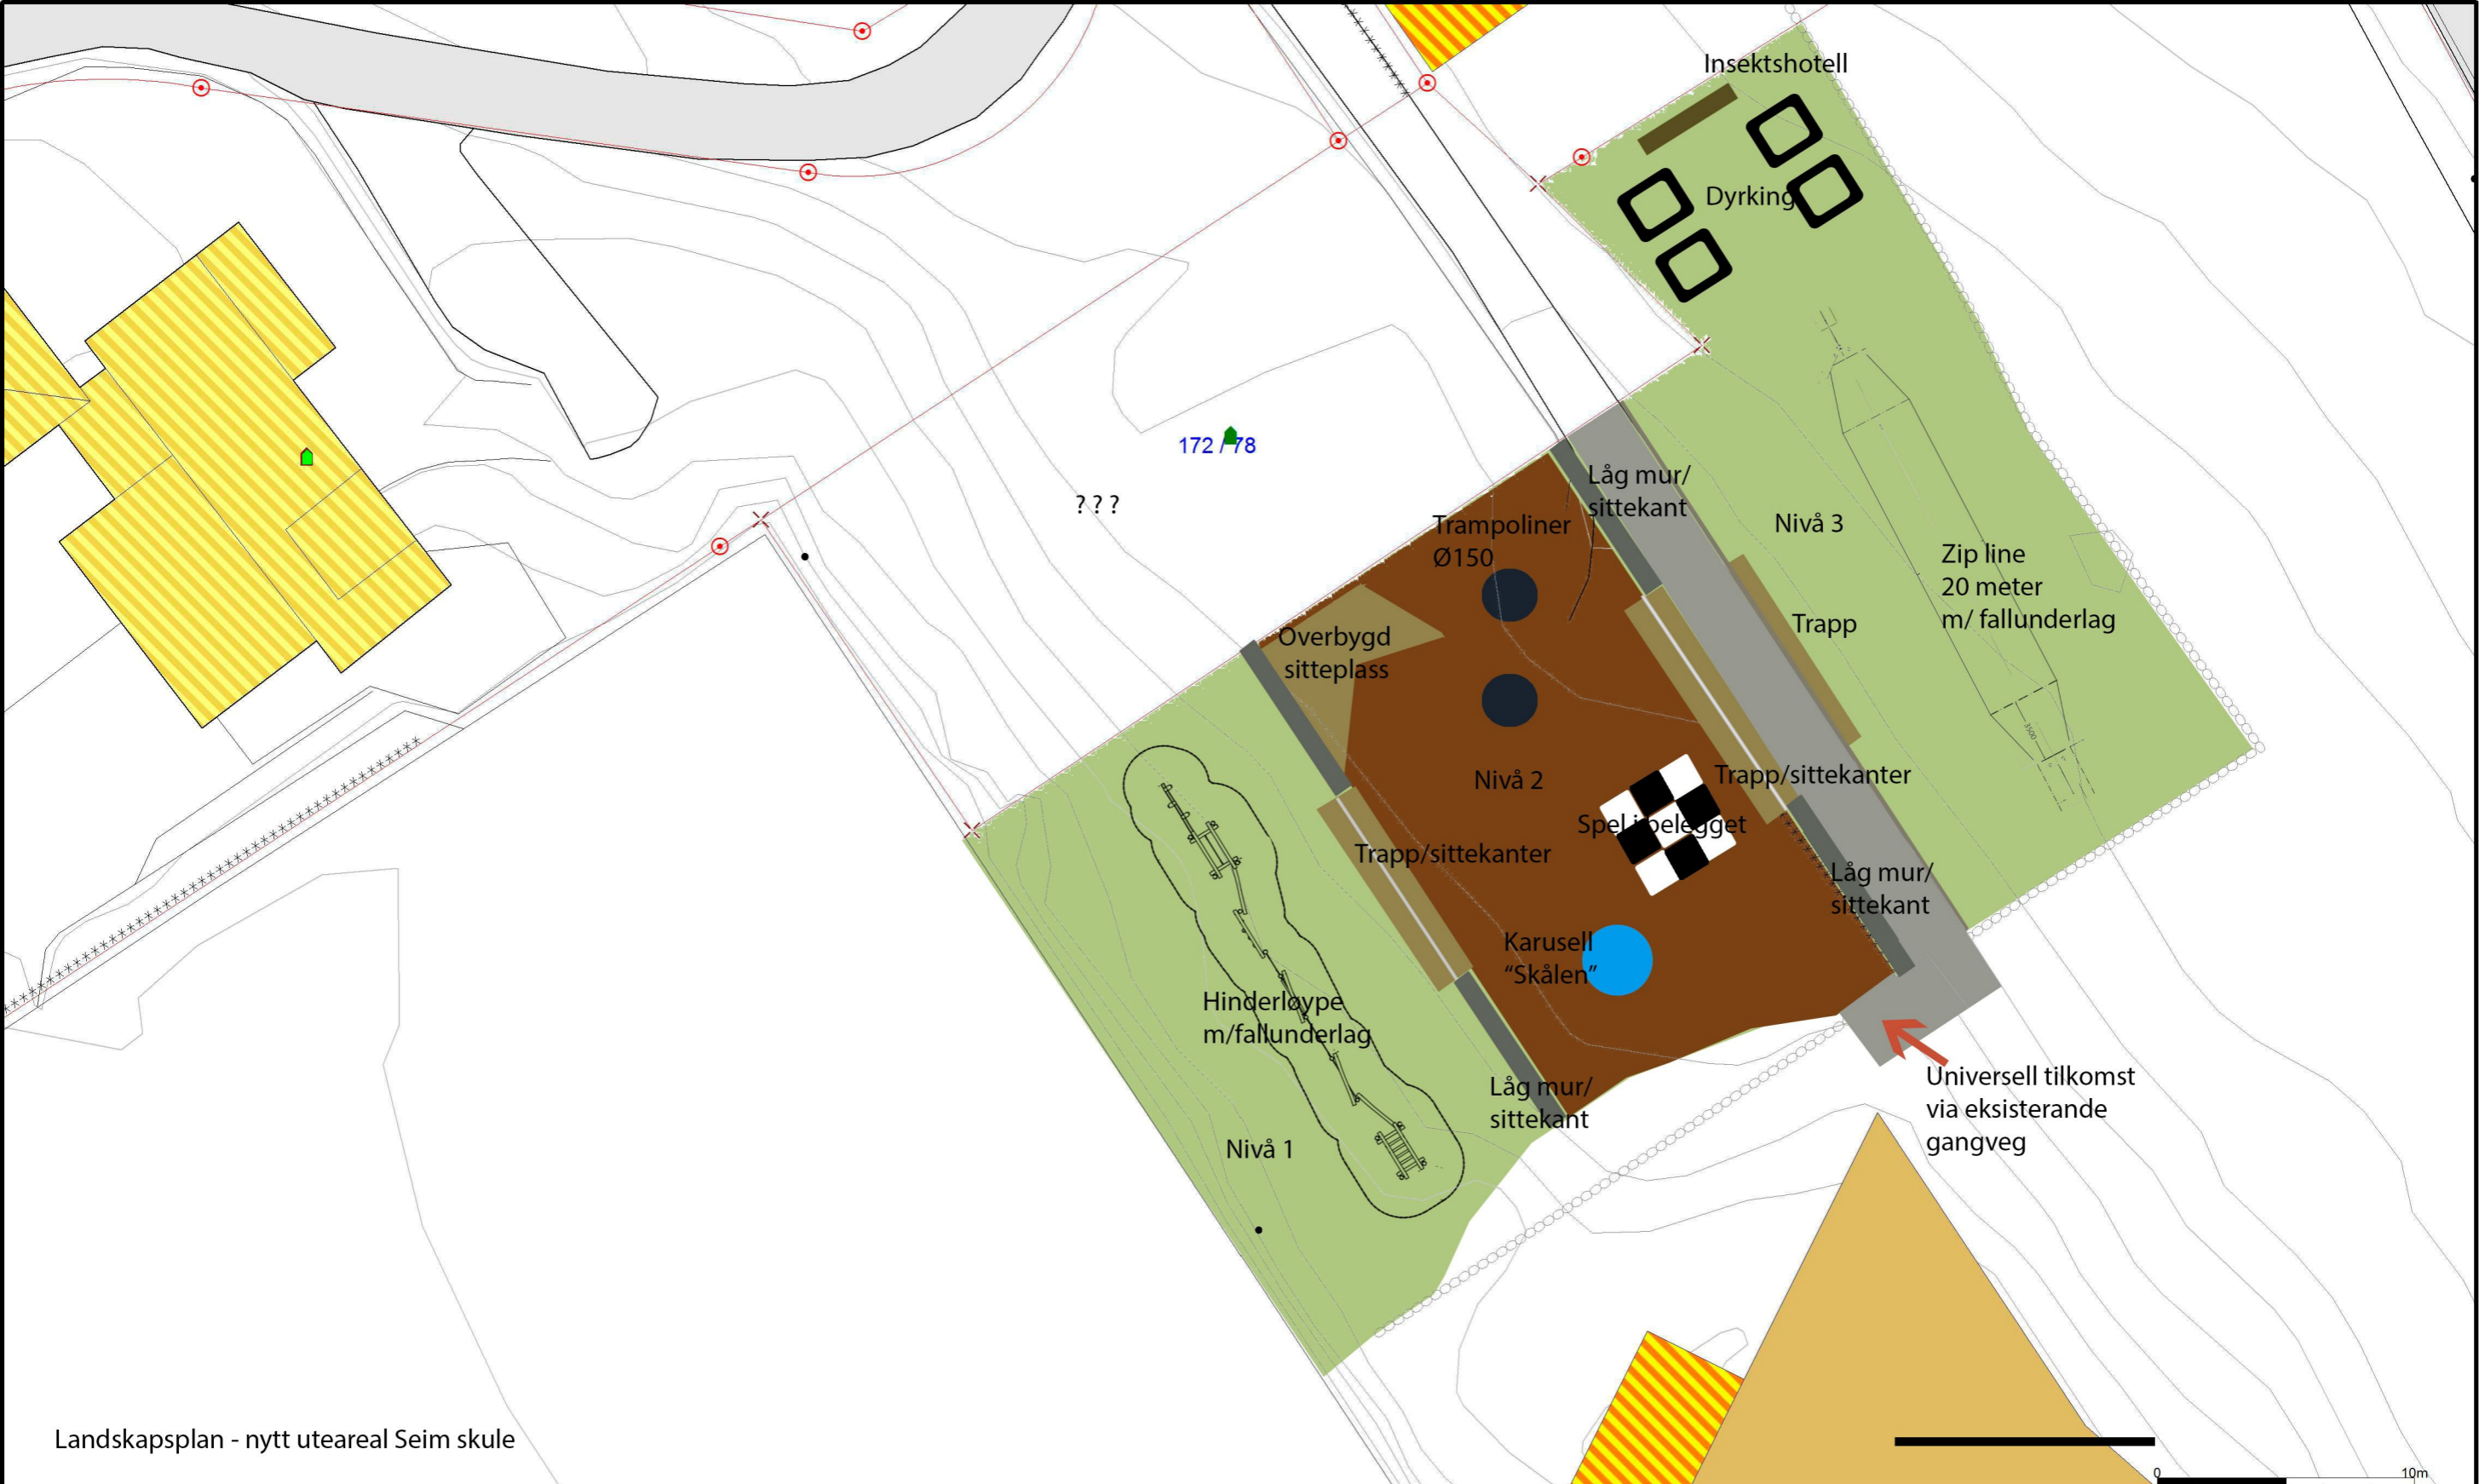 Insektshotell
Dyrking
172 / 78
? ? ?
Låg mur/
sittekant
Trampoliner
Ø150
Nivå 3
Zip line
20 meter
m/ fallunderlag
Trapp
Overbygd
sitteplass
3500
Nivå 2
Trapp/sittekanter
Spel i belegget
Trapp/sittekanter
Låg mur/
sittekant
Karusell
“Skålen”
Hinderløype
m/fallunderlag
Låg mur/
sittekant
Universell tilkomst
via eksisterande
gangveg
Nivå 1
Landskapsplan - nytt uteareal Seim skule
0 10m